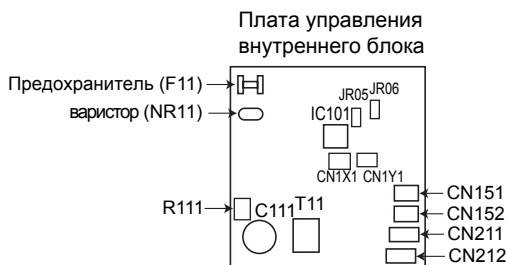 Плата управления
внутреннего блока
Предохранитель (F11)
варистор (NR11)
JR05
JR06
IC101
CN1X1
CN1Y1
R111
C111
T11
CN151
CN152
CN211
CN212